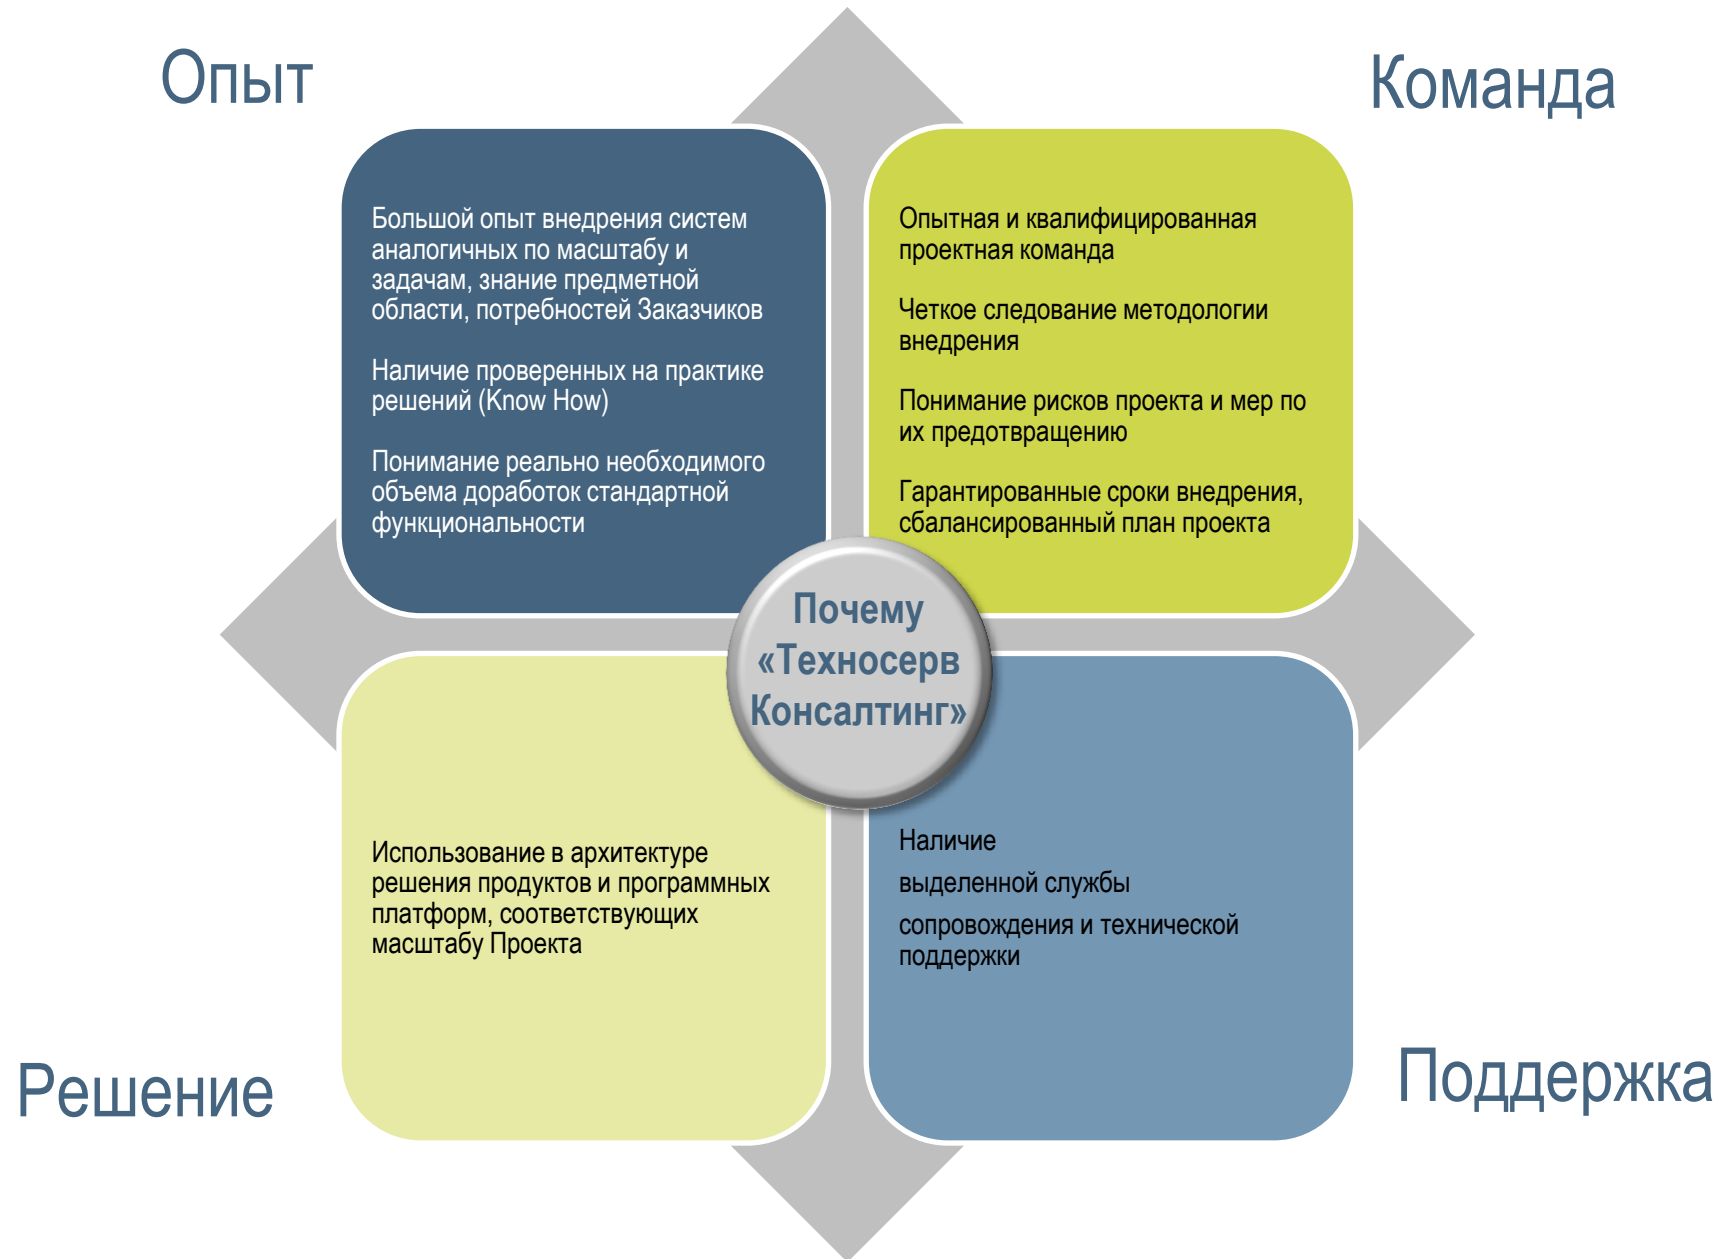 Опыт
Команда
Большой опыт внедрения систем
аналогичных по масштабу и
задачам, знание предметной
области, потребностей Заказчиков
Наличие проверенных на практике
решений (Know How)
Понимание реально необходимого
объема доработок стандартной
функциональности
Опытная и квалифицированная
проектная команда
Четкое следование методологии
внедрения
Понимание рисков проекта и мер по
их предотвращению
Гарантированные сроки внедрения,
сбалансированный план проекта
Почему
«Техносерв
Консалтинг»
Использование в архитектуре
решения продуктов и программных
платформ, соответствующих
масштабу Проекта
Наличие
выделенной службы
сопровождения и технической
поддержки
Решение
Поддержка